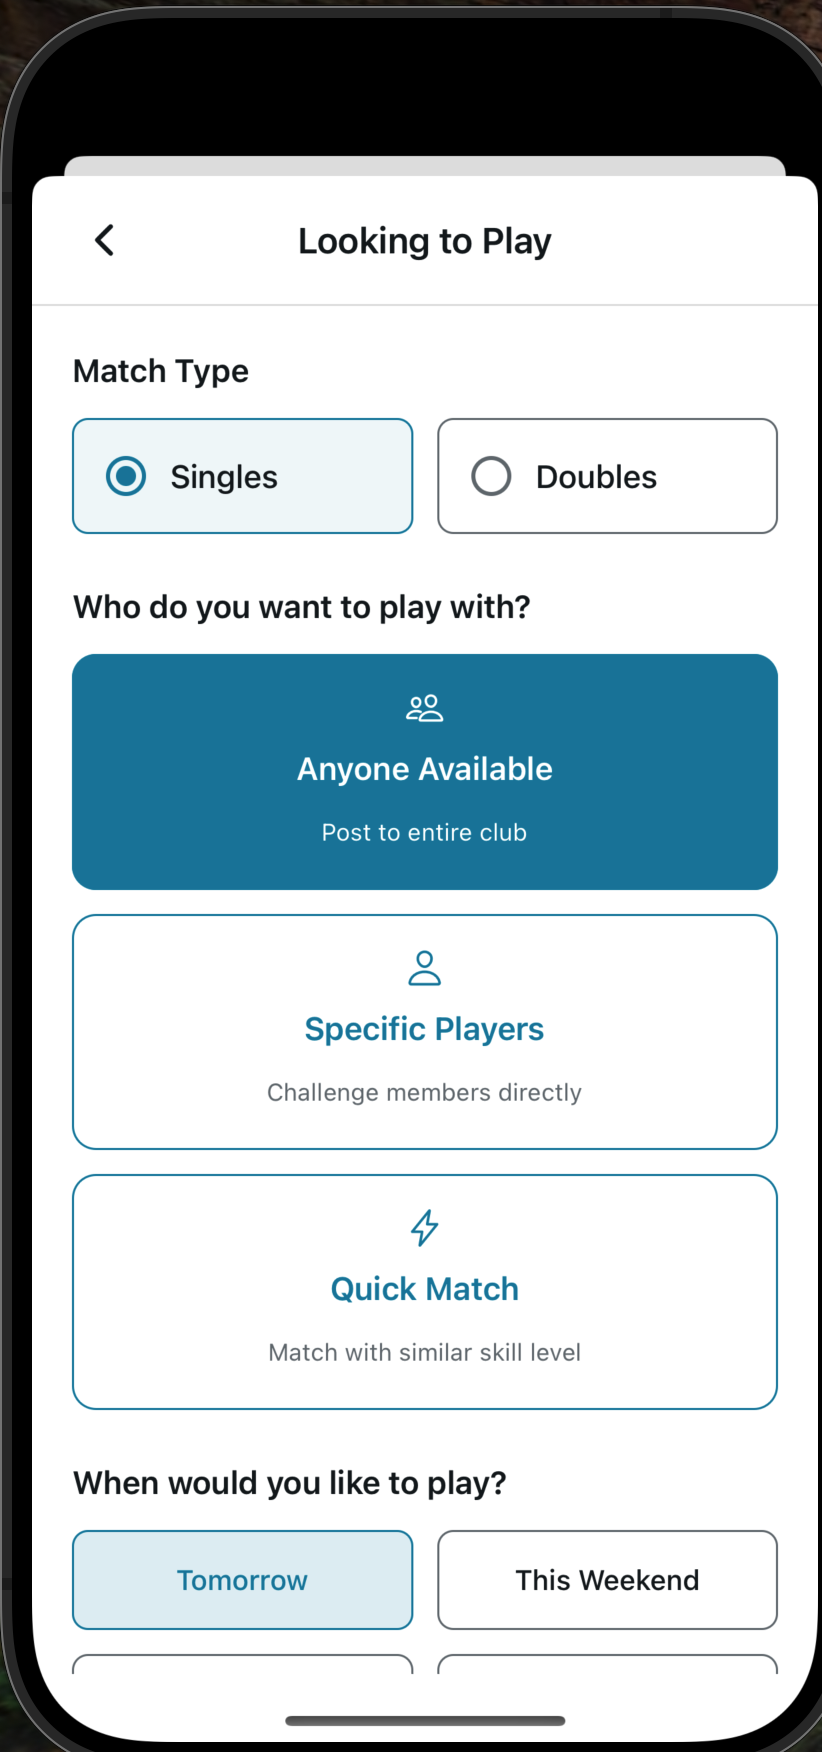 Looking to Play
Match Type
Singles
Doubles
Who do you want to play with?
Anyone Available
Post to entire club
Specific Players
Challenge members directly
Quick Match
Match with similar skill level
When would you like to play?
Tomorrow
This Weekend